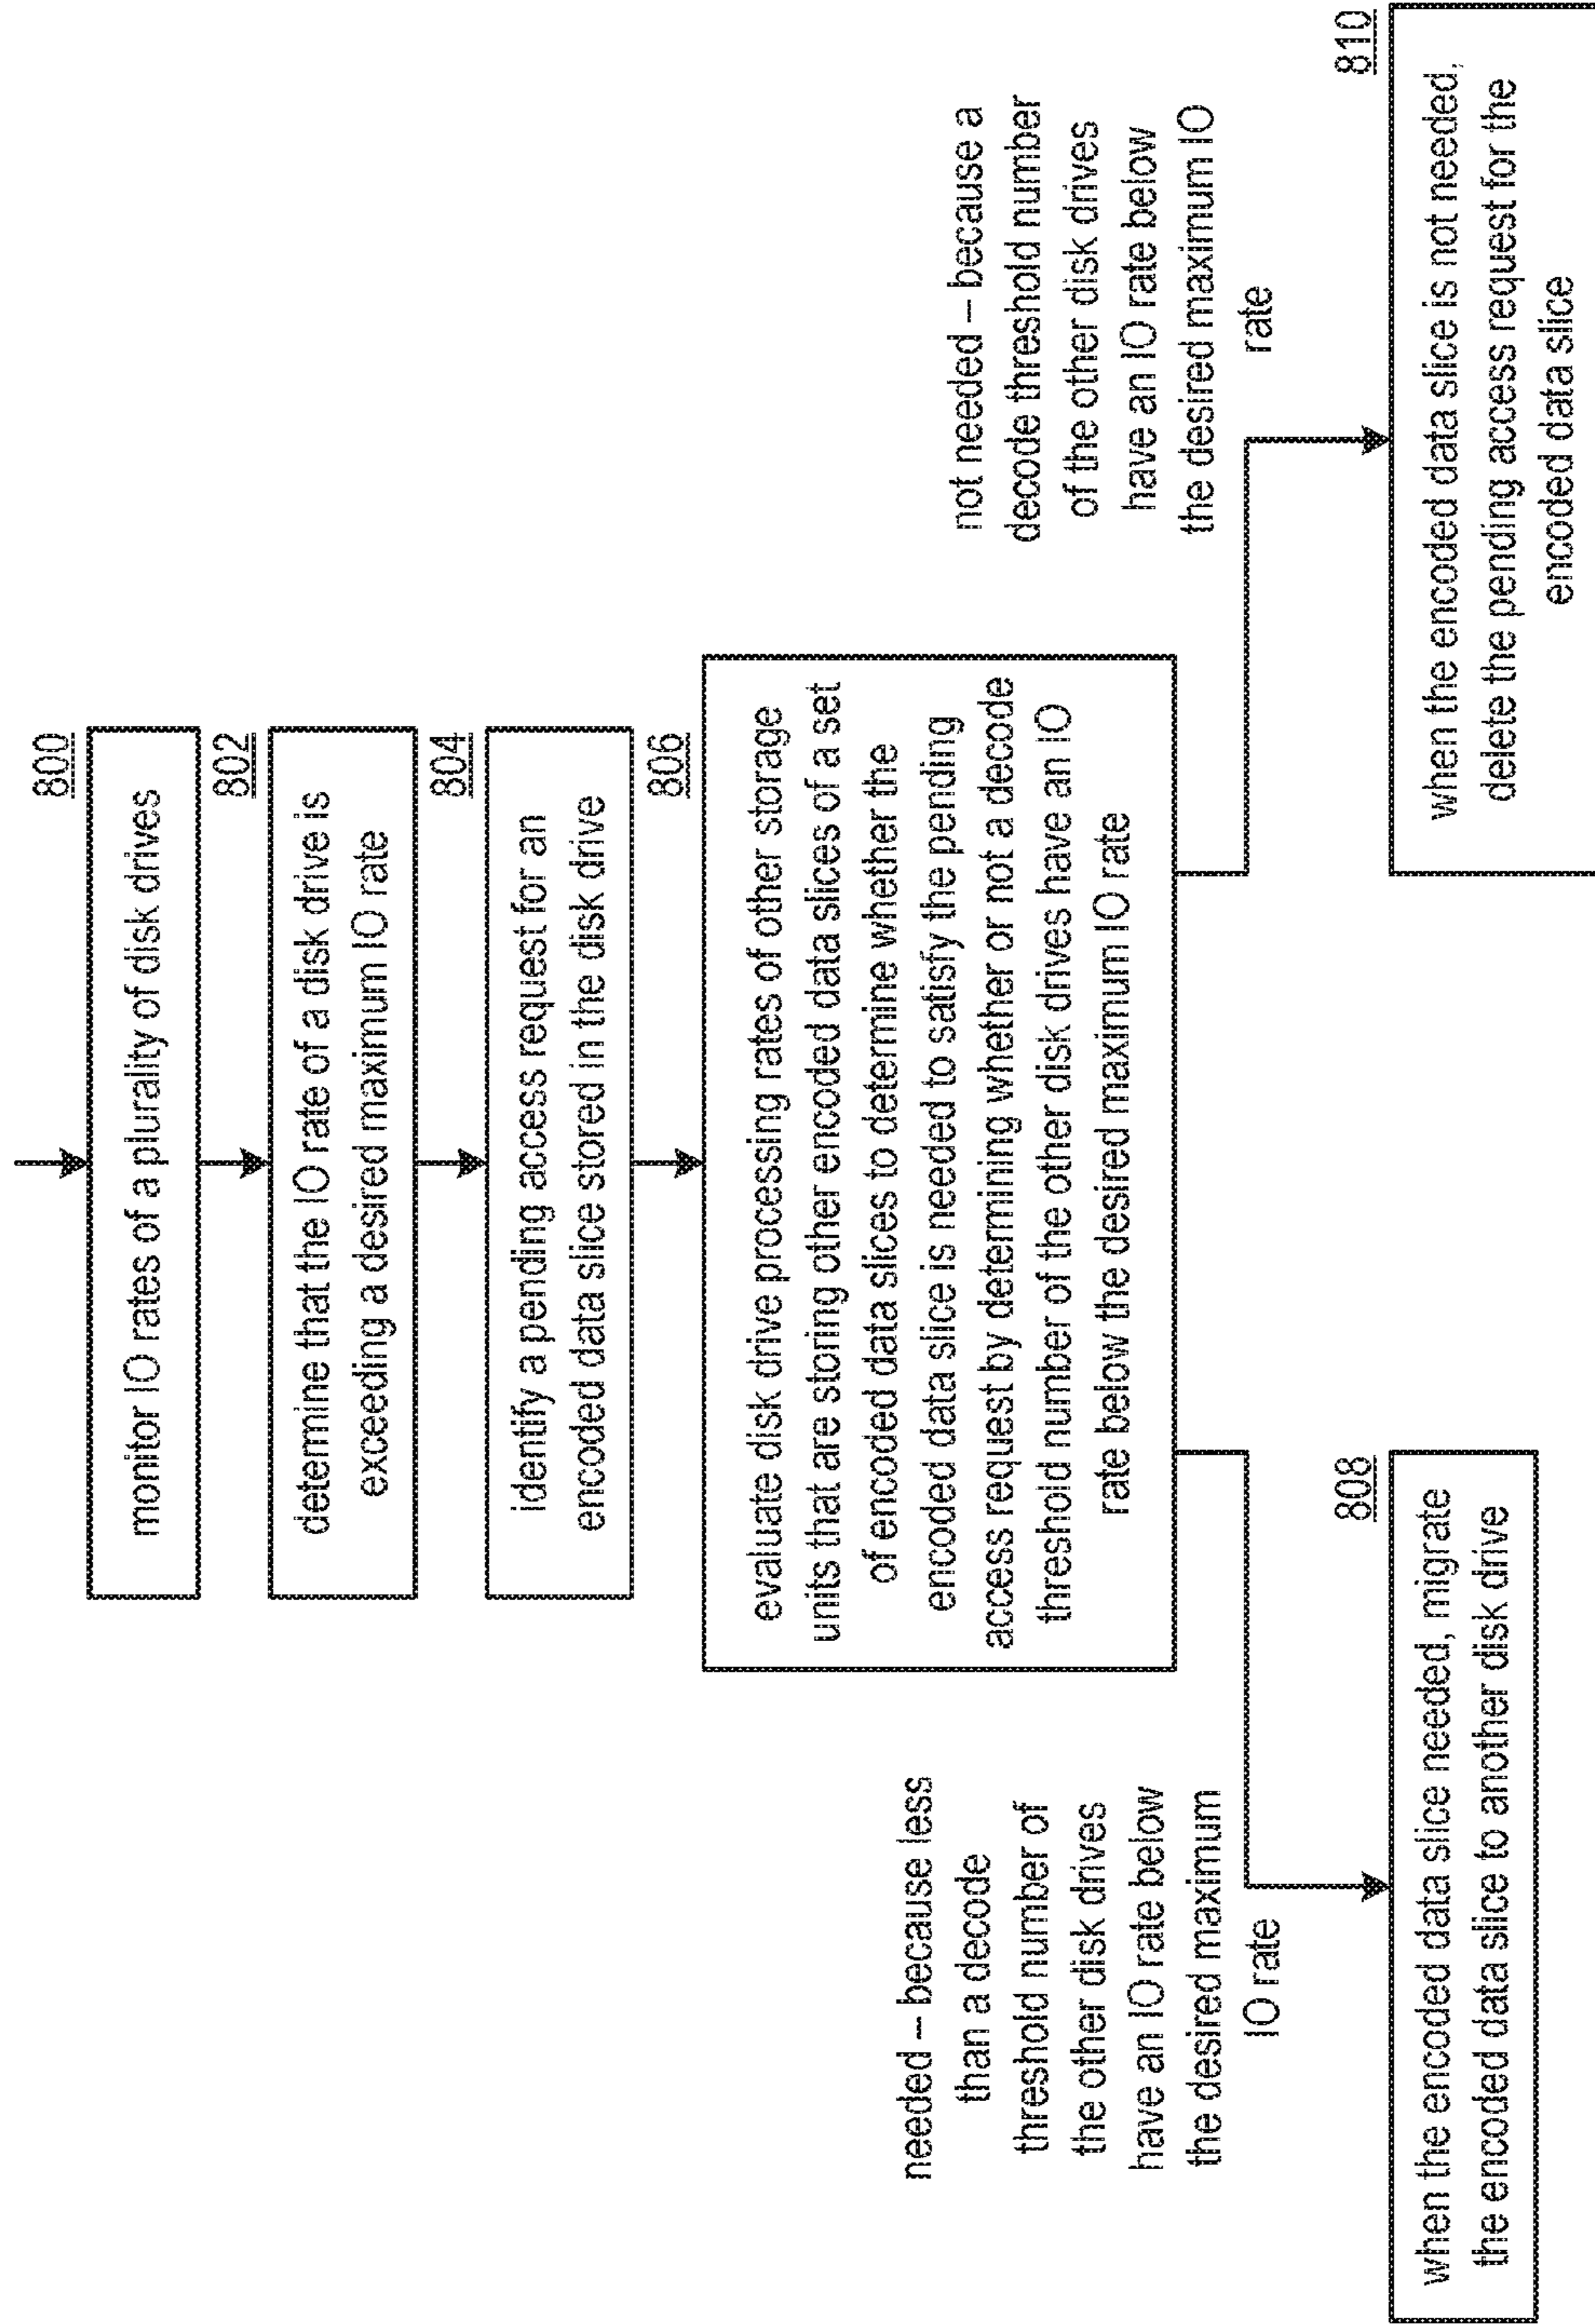 800
monitor IO rates of a plurality of disk drives
802
determine that the IO rate of a disk drive is
exceeding a desired maximum IO rate
804
identify a pending access request for an
encoded data slice stored in the disk drive
806
evaluate disk drive processing rates of other storage
units that are storing other encoded data slices of a set
of encoded data slices to determine whether the
encoded data slice is needed to satisfy the pending
access request by determining whether or not a decode
threshold number of the other disk drives have an IO
rate below the desired maximum IO rate
needed – because less
than a decode
threshold number of
the other disk drives
have an IO rate below
the desired maximum
IO rate
not needed – because a
decode threshold number
of the other disk drives
have an IO rate below
the desired maximum IO
rate
808
when the encoded data slice needed, migrate
the encoded data slice to another disk drive
810
when the encoded data slice is not needed,
delete the pending access request for the
encoded data slice